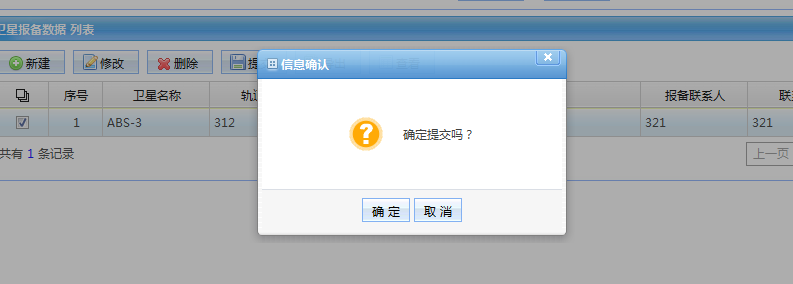 卫星报备数据 列表
新建 修改 删除
信息确认
序号 卫星名称 报备联系人
1 ABS-3 312 321 321
确定提交吗？
共有 1 条记录 上一页
确 定 取 消